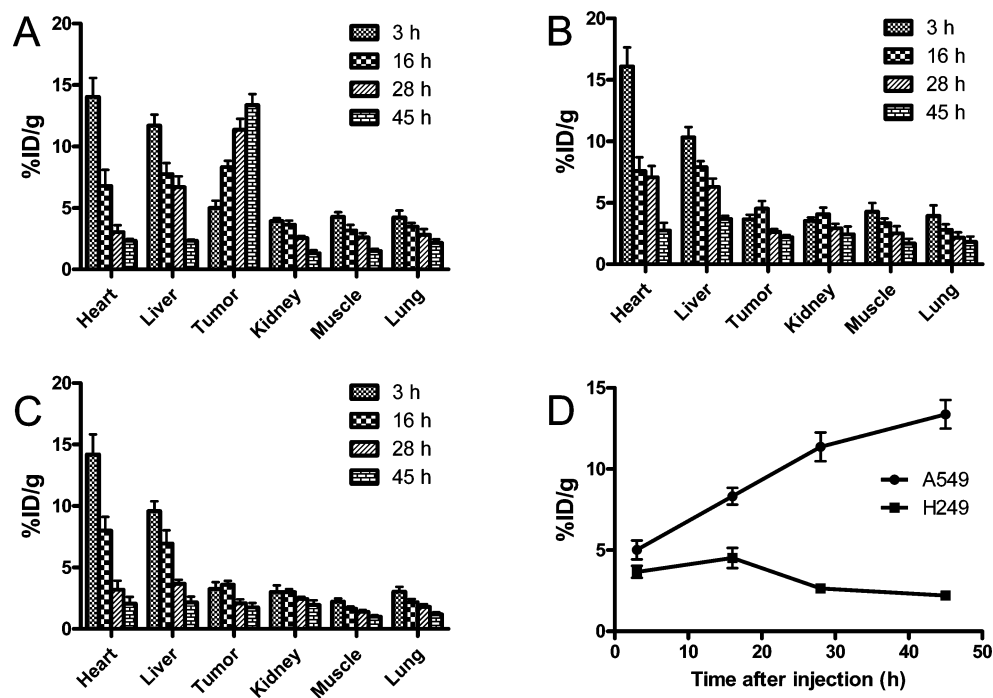 A
%ID/g
20
15
10
5
0
3 h
16 h
28 h
45 h
Heart
Liver
Tumor
Kidney
Muscle
Lung
B
%ID/g
20
15
10
5
0
3 h
16 h
28 h
45 h
Heart
Liver
Tumor
Kidney
Muscle
Lung
C
%ID/g
20
15
10
5
0
3 h
16 h
28 h
45 h
Heart
Liver
Tumor
Kidney
Muscle
Lung
D
%ID/g
15
10
5
0
A549
H249
0 10 20 30 40 50
Time after injection (h)